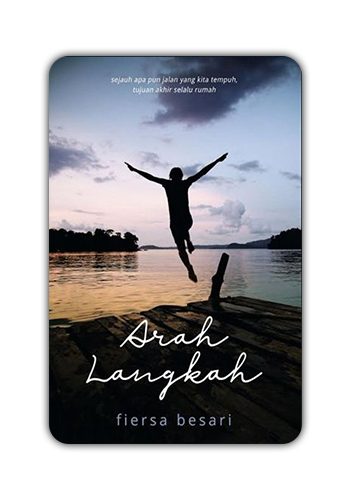 sejauh apa pun jalan yang kita tempuh,
tujuan akhir selalu rumah
Arah
Langkah
fiersa besari